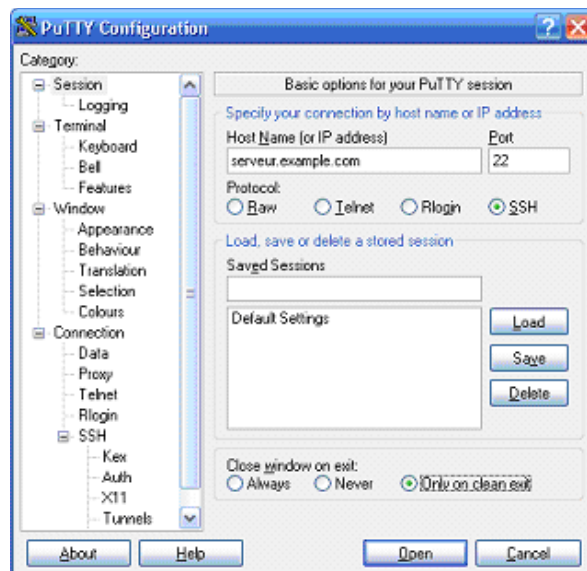 PuTTY Configuration
Category:
Session
Logging
Terminal
Keyboard
Bell
Features
Window
Appearance
Behaviour
Translation
Selection
Colours
Connection
Data
Proxy
Telnet
Rlogin
SSH
Kex
Auth
X11
Tunnels
Basic options for your PuTTY session
Specify your connection by host name or IP address
Host Name (or IP address) Port
serveur.example.com 22
Protocol:
Raw Telnet Rlogin SSH
Load, save or delete a stored session
Saved Sessions
Default Settings
Load
Save
Delete
Close window on exit:
Always Never Only on clean exit
About Help Open Cancel